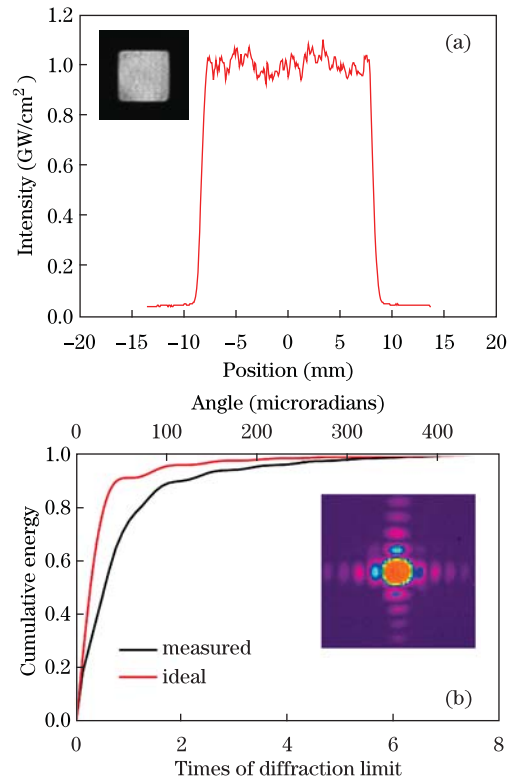 (a)
Intensity (GW/cm²)
1.0
0.8
0.6
0.4
0.2
0.0
−20 −15 −10 −5 0 5 10 15 20
Position (mm)
Angle (microradians)
0 100 200 300 400
Cumulative energy
1.0
0.8
0.6
0.4
0.2
0
measured
ideal
(b)
0 2 4 6 8
Times of diffraction limit